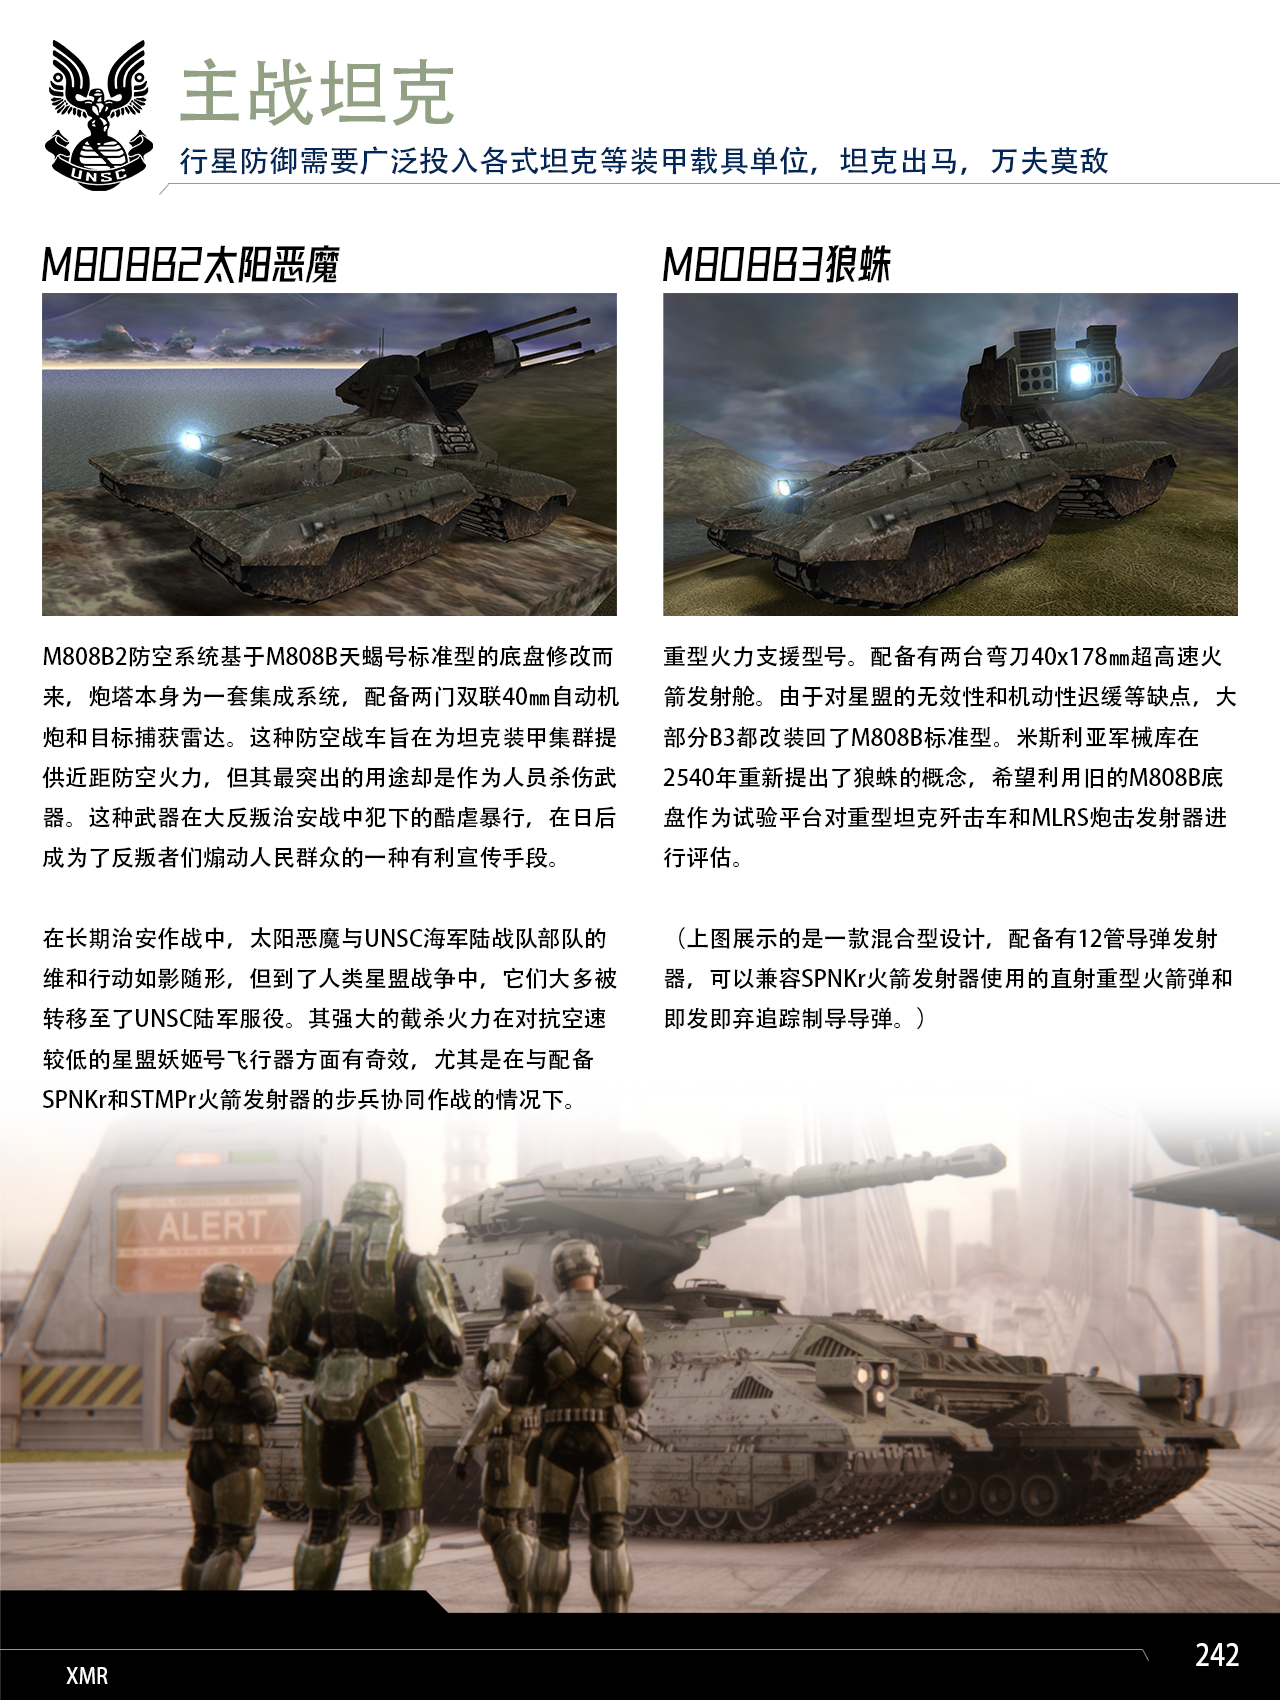 UNSC
主战坦克
行星防御需要广泛投入各式坦克等装甲载具单位，坦克出马，万夫莫敌
M808B2太阳恶魔
M808B2防空系统基于M808B天蝎号标准型的底盘修改而
来，炮塔本身为一套集成系统，配备两门双联40㎜自动机
炮和目标捕获雷达。这种防空战车旨在为坦克装甲集群提
供近距防空火力，但其最突出的用途却是作为人员杀伤武
器。这种武器在大反叛治安战中犯下的酷虐暴行，在日后
成为了反叛者们煽动人民群众的一种有利宣传手段。
在长期治安作战中，太阳恶魔与UNSC海军陆战队部队的
维和行动如影随形，但到了人类星盟战争中，它们大多被
转移至了UNSC陆军服役。其强大的截杀火力在对抗空速
较低的星盟妖姬号飞行器方面有奇效，尤其是在与配备
SPNKr和STMPr火箭发射器的步兵协同作战的情况下。
M808B3狼蛛
重型火力支援型号。配备有两台弯刀40x178㎜超高速火
箭发射舱。由于对星盟的无效性和机动性迟缓等缺点，大
部分B3都改装回了M808B标准型。米斯利亚军械库在
2540年重新提出了狼蛛的概念，希望利用旧的M808B底
盘作为试验平台对重型坦克歼击车和MLRS炮击发射器进
行评估。
（上图展示的是一款混合型设计，配备有12管导弹发射
器，可以兼容SPNKr火箭发射器使用的直射重型火箭弹和
即发即弃追踪制导导弹。）
ALERT
XMR
242